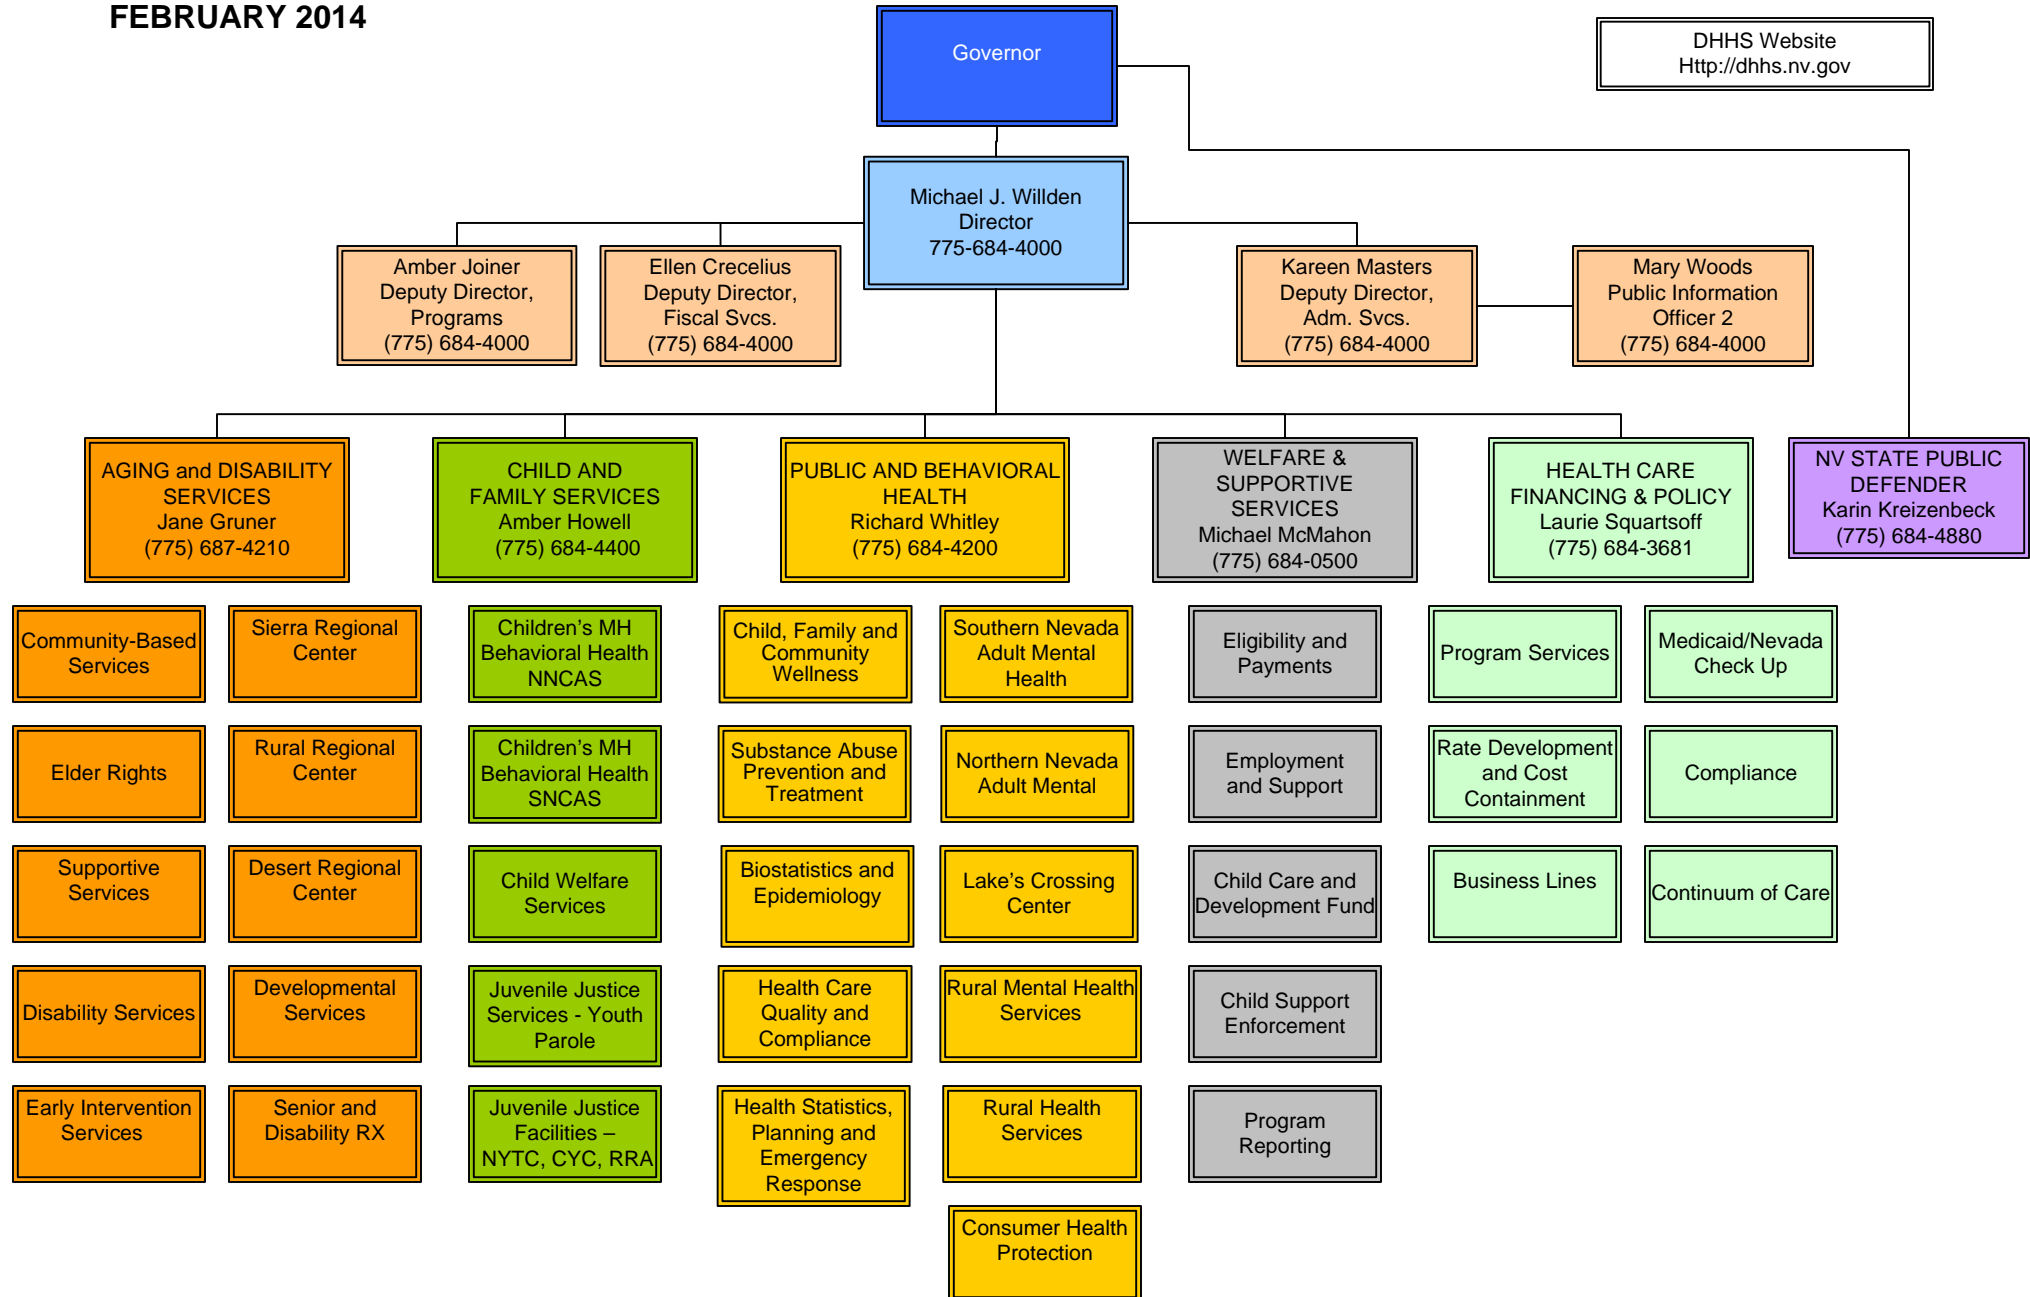 FEBRUARY 2014
Governor
DHHS Website
Http://dhhs.nv.gov
Michael J. Willden
Director
775-684-4000
Amber Joiner
Deputy Director,
Programs
(775) 684-4000
Ellen Crecelius
Deputy Director,
Fiscal Svcs.
(775) 684-4000
Kareen Masters
Deputy Director,
Adm. Svcs.
(775) 684-4000
Mary Woods
Public Information
Officer 2
(775) 684-4000
AGING and DISABILITY
SERVICES
Jane Gruner
(775) 687-4210
CHILD AND
FAMILY SERVICES
Amber Howell
(775) 684-4400
PUBLIC AND BEHAVIORAL
HEALTH
Richard Whitley
(775) 684-4200
WELFARE &
SUPPORTIVE
SERVICES
Michael McMahon
(775) 684-0500
HEALTH CARE
FINANCING & POLICY
Laurie Squartsoff
(775) 684-3681
NV STATE PUBLIC
DEFENDER
Karin Kreizenbeck
(775) 684-4880
Community-Based
Services
Sierra Regional
Center
Children's MH
Behavioral Health
NNCAS
Child, Family and
Community
Wellness
Southern Nevada
Adult Mental
Health
Eligibility and
Payments
Program Services
Medicaid/Nevada
Check Up
Elder Rights
Rural Regional
Center
Children's MH
Behavioral Health
SNCAS
Substance Abuse
Prevention and
Treatment
Northern Nevada
Adult Mental
Employment
and Support
Rate Development
and Cost
Containment
Compliance
Supportive
Services
Desert Regional
Center
Child Welfare
Services
Biostatistics and
Epidemiology
Lake's Crossing
Center
Child Care and
Development Fund
Business Lines
Continuum of Care
Disability Services
Developmental
Services
Juvenile Justice
Services - Youth
Parole
Health Care
Quality and
Compliance
Rural Mental Health
Services
Child Support
Enforcement
Early Intervention
Services
Senior and
Disability RX
Juvenile Justice
Facilities –
NYTC, CYC, RRA
Health Statistics,
Planning and
Emergency
Response
Rural Health
Services
Program
Reporting
Consumer Health
Protection